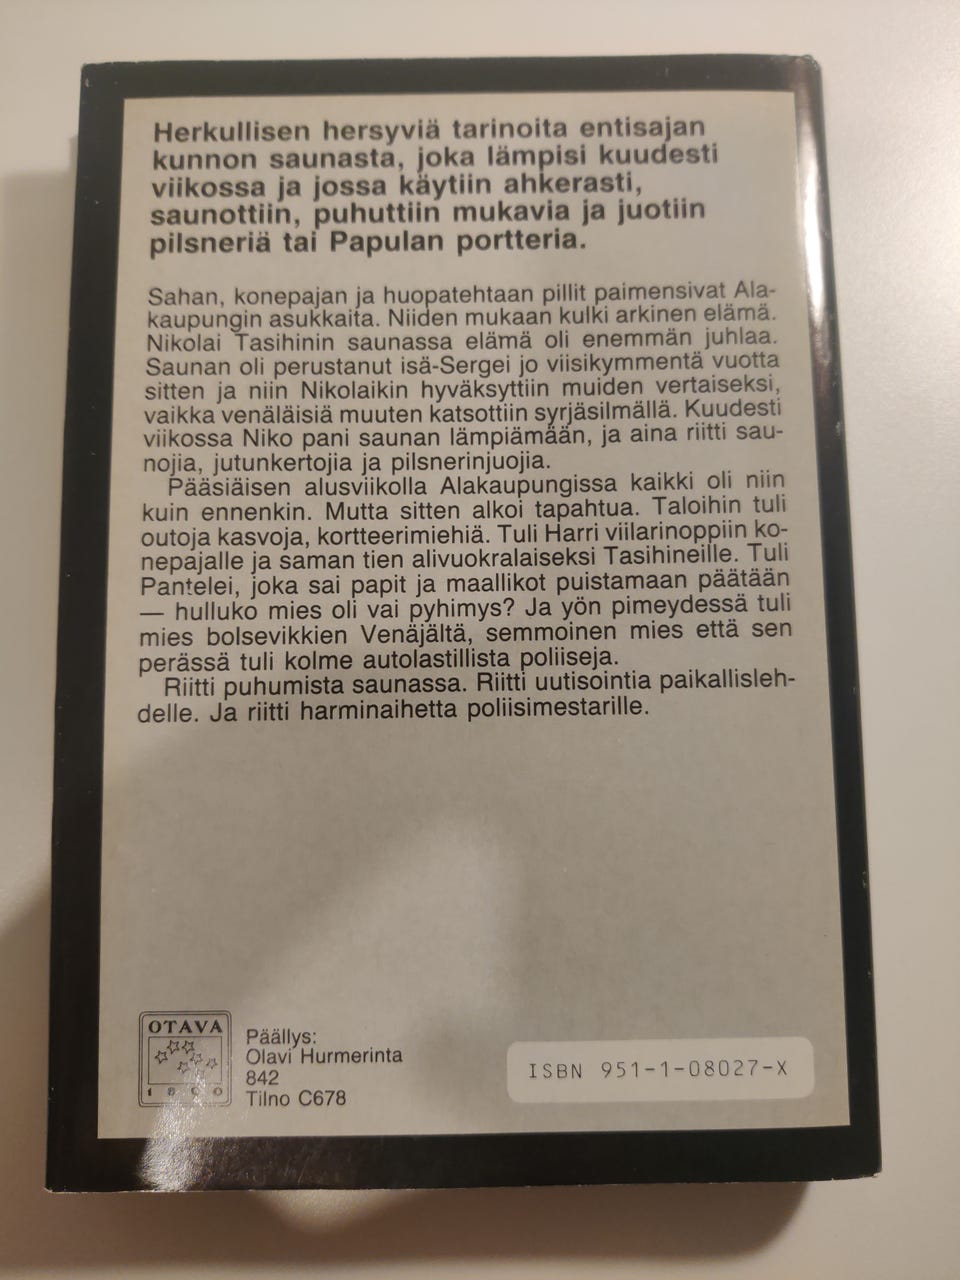 Herkullisen hersyviä tarinoita entisajan
kunnon saunasta, joka lämpisi kuudesti
viikossa ja jossa käytiin ahkerasti,
saunottiin, puhuttiin mukavia ja juotiin
pilsneriä tai Papulan portteria.
Sahan, konepajan ja huopatehtaan pillit paimensivat Ala-
kaupungin asukkaita. Niiden mukaan kulki arkinen elämä.
Nikolai Tasihinin saunassa elämä oli enemmän juhlaa.
Saunan oli perustanut isä-Sergei jo viisikymmentä vuotta
sitten ja niin Nikolaikin hyväksyttiin muiden vertaiseksi,
vaikka venäläisiä muuten katsottiin syrjäsilmällä. Kuudesti
viikossa Niko pani saunan lämpiämään, ja aina riitti sau-
nojia, jutunkertojia ja pilsnerinjuojia.
Pääsiäisen alusviikolla Alakaupungissa kaikki oli niin
kuin ennenkin. Mutta sitten alkoi tapahtua. Taloihin tuli
outoja kasvoja, kortteerimiehiä. Tuli Harri viilarinoppiin ko-
nepajalle ja saman tien alivuokralaiseksi Tasihineille. Tuli
Pantelei, joka sai papit ja maallikot puistamaan päätään
— hulluko mies oli vai pyhimys? Ja yön pimeydessä tuli
mies bolsevikkien Venäjältä, semmoinen mies että sen
perässä tuli kolme autolastillista poliiseja.
Riitti puhumista saunassa. Riitti uutisointia paikallisleh-
delle. Ja riitti harminaihetta poliisimestarille.
OTAVA
1890
Päällys:
Olavi Hurmerinta
842
Tilno C678
ISBN 951-1-08027-X